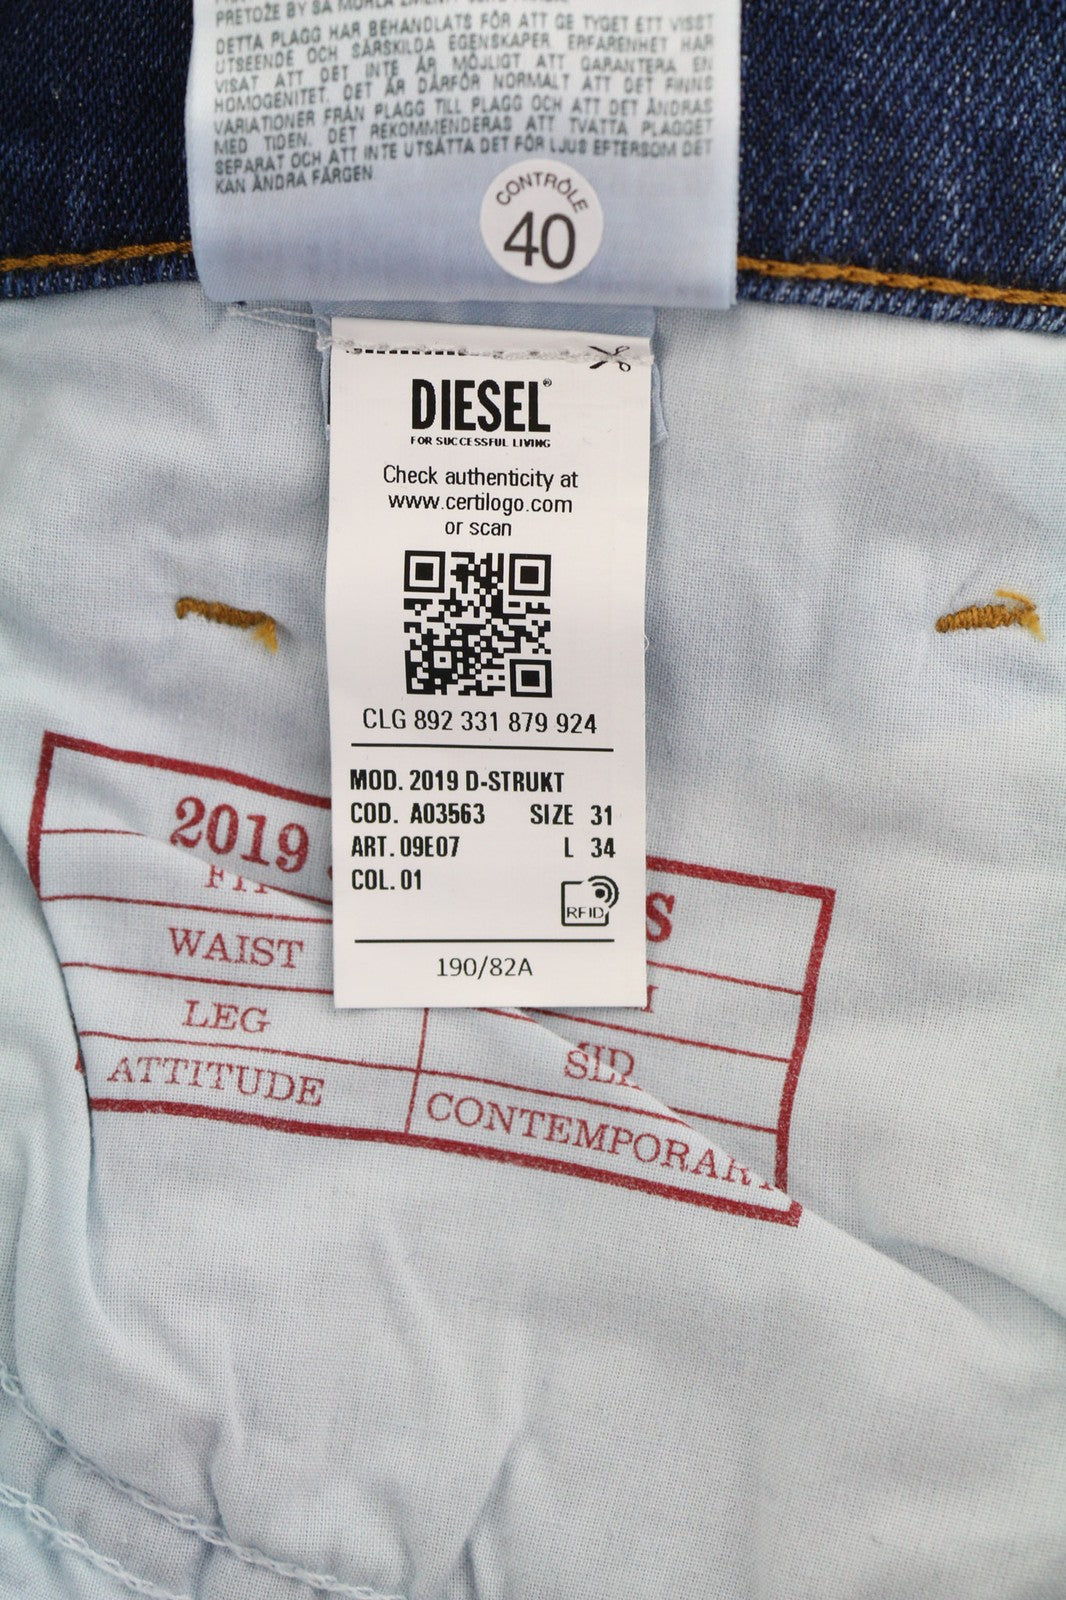 DETTA PLAGG HAR BEHANDLATS FÖR ATT GE TYGET ETT VISST
UTSEENDE OCH SÄRSKILDA EGENSKAPER. ERFARENHET HAR
VISAT ATT DET INTE ÄR MÖJLIGT ATT GARANTERA EN
HOMOGENITET. DET ÄR DÄRFÖR NORMALT ATT DET FINNS
VARIATIONER FRÅN PLAGG TILL PLAGG OCH ATT DET ÄNDRAS
MED TIDEN. DET REKOMMENDERAS ATT TVÄTTA PLAGGET
SEPARAT OCH ATT INTE UTSÄTTA DET FÖR LJUS EFTERSOM DET
KAN ÄNDRA FÄRGEN
CONTRÔLE
40
DIESEL®
FOR SUCCESSFUL LIVING
Check authenticity at
www.certilogo.com
or scan
CLG 892 331 879 924
MOD. 2019 D-STRUKT
COD. A03563 SIZE 31
ART. 09E07 L 34
COL. 01
RFID
190/82A
2019
WAIST
LEG
ATTITUDE
CONTEMPORARY